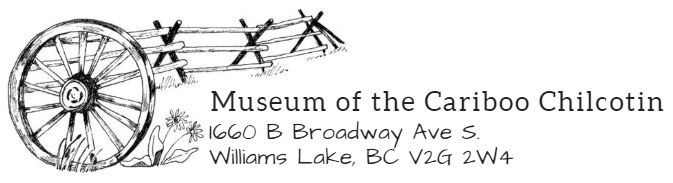 Museum of the Cariboo Chilcotin
1660 B Broadway Ave S.
Williams Lake, BC V2G 2W4